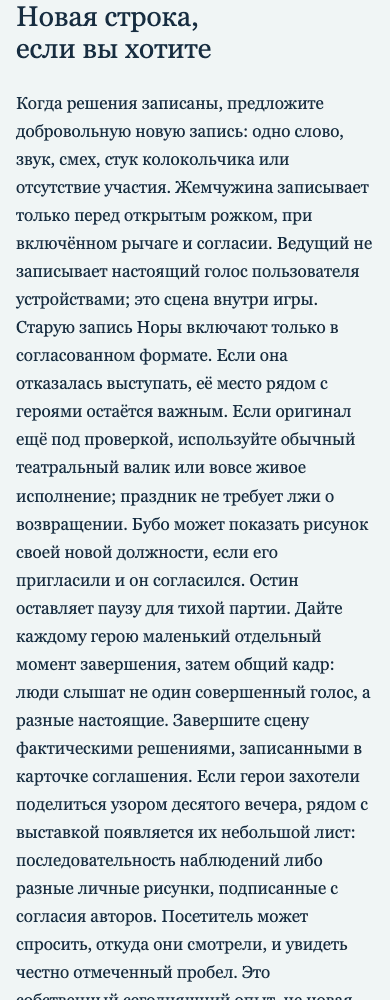 Новая строка,
если вы хотите
Когда решения записаны, предложите
добровольную новую запись: одно слово,
звук, смех, стук колокольчика или
отсутствие участия. Жемчужина записывает
только перед открытым рожком, при
включённом рычаге и согласии. Ведущий не
записывает настоящий голос пользователя
устройствами; это сцена внутри игры.
Старую запись Норы включают только в
согласованном формате. Если она
отказалась выступать, её место рядом с
героями остаётся важным. Если оригинал
ещё под проверкой, используйте обычный
театральный валик или вовсе живое
исполнение; праздник не требует лжи о
возвращении. Бубо может показать рисунок
своей новой должности, если его
пригласили и он согласился. Остин
оставляет паузу для тихой партии. Дайте
каждому герою маленький отдельный
момент завершения, затем общий кадр:
люди слышат не один совершенный голос, а
разные настоящие. Завершите сцену
фактическими решениями, записанными в
карточке соглашения. Если герои захотели
поделиться узором десятого вечера, рядом с
выставкой появляется их небольшой лист:
последовательность наблюдений либо
разные личные рисунки, подписанные с
согласия авторов. Посетитель может
спросить, откуда они смотрели, и увидеть
честно отмеченный пробел. Это
собственный сегодняшний опыт, не новая